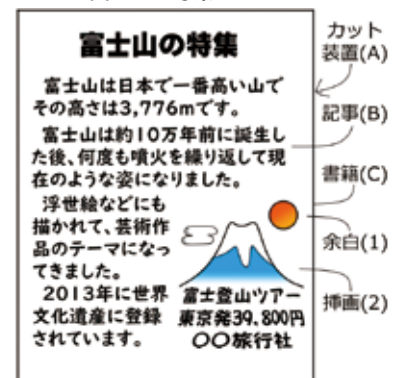 富士山の特集
富士山は日本で一番高い山で
その高さは3,776mです。
富士山は約10万年前に誕生し
た後、何度も噴火を繰り返して現
在のような姿になりました。
浮世絵などにも
描かれて、芸術作
品のテーマになっ
てきました。
2013年に世界
文化遺産に登録
されています。
富士登山ツアー
東京発39,800円
〇〇旅行社
カット
装置(A)
記事(B)
書籍(C)
余白(1)
挿画(2)